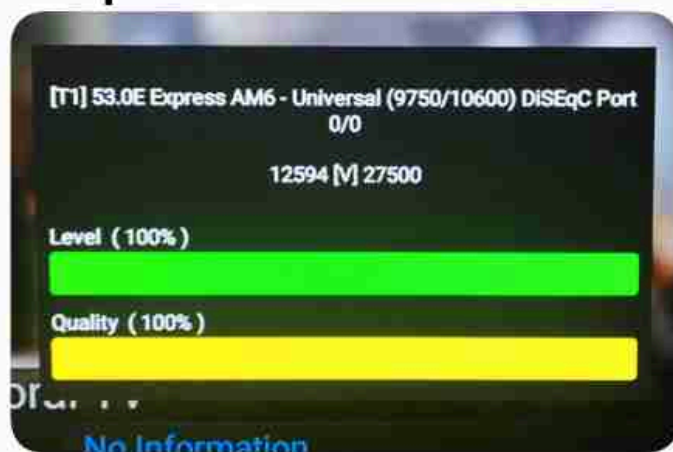 [T1] 53.0E Express AM6 - Universal (9750/10600) DiSEqC Port
0/0
12594 [V] 27500
Level ( 100% )
Quality ( 100% )
TV
No Information